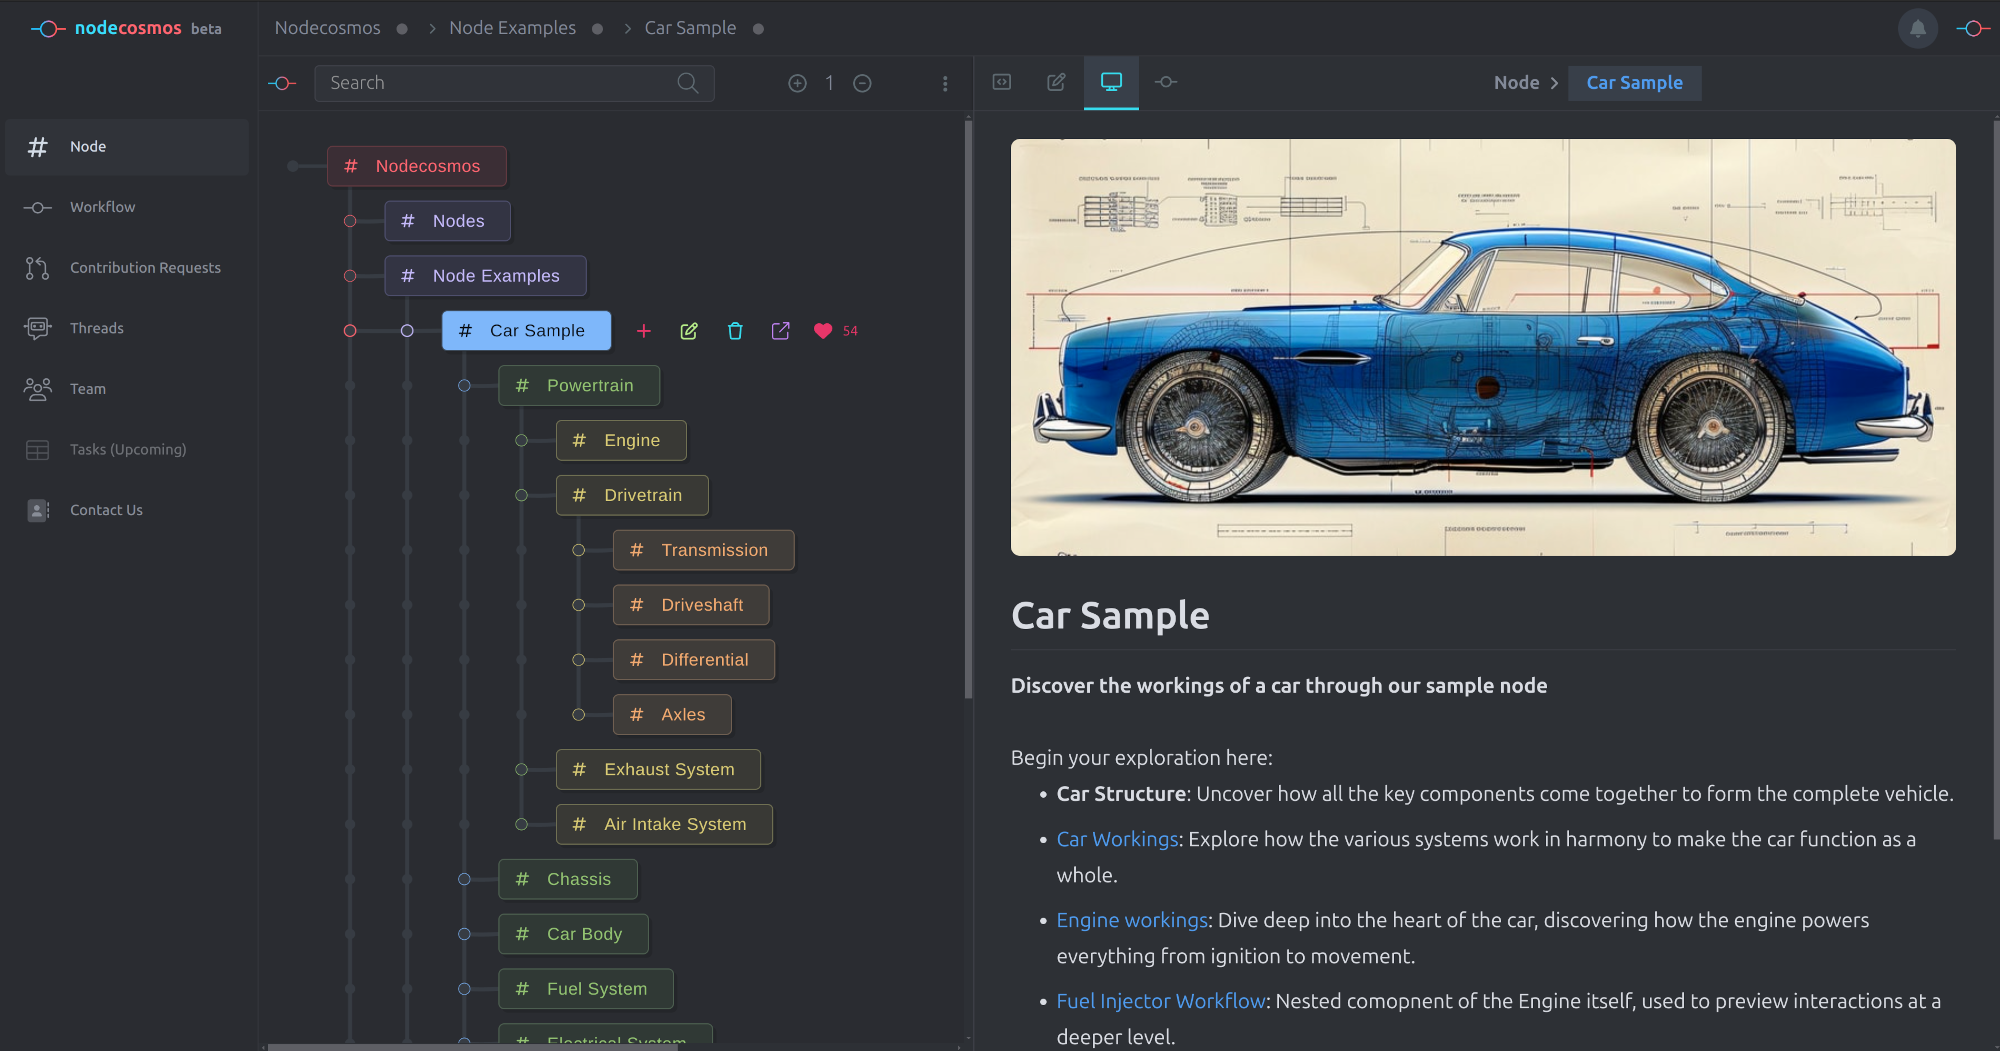 nodecosmos beta
Nodecosmos > Node Examples > Car Sample
Search
1
Node > Car Sample
Node
Workflow
Contribution Requests
Threads
Team
Tasks (Upcoming)
Contact Us
# Nodecosmos
# Nodes
# Node Examples
# Car Sample
54
# Powertrain
# Engine
# Drivetrain
# Transmission
# Driveshaft
# Differential
# Axles
# Exhaust System
# Air Intake System
# Chassis
# Car Body
# Fuel System
# Electrical System
Car Sample
Discover the workings of a car through our sample node
Begin your exploration here:
• Car Structure: Uncover how all the key components come together to form the complete vehicle.
• Car Workings: Explore how the various systems work in harmony to make the car function as a
whole.
• Engine workings: Dive deep into the heart of the car, discovering how the engine powers
everything from ignition to movement.
• Fuel Injector Workflow: Nested comopnent of the Engine itself, used to preview interactions at a
deeper level.